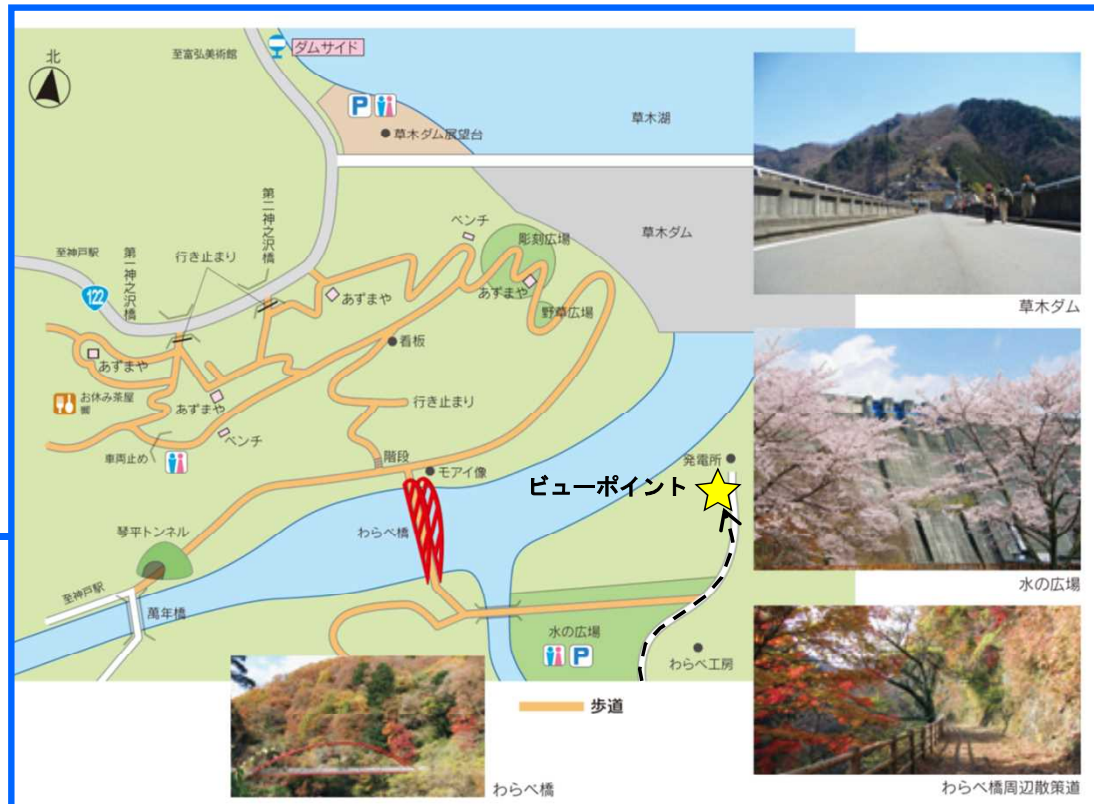 北
至富弘美術館
ダムサイド
P
草木ダム展望台
草木湖
草木ダム
第二神之沢橋
ベンチ
彫刻広場
至神戸駅
第一神之沢橋
行き止まり
122
あずまや
あずまや
野草広場
看板
あずまや
お休み茶屋
響
あずまや
ベンチ
行き止まり
車両止め
階段
モアイ像
発電所
ビューポイント
わらべ橋
琴平トンネル
至神戸駅
萬年橋
水の広場
P
わらべ工房
歩道
わらべ橋
草木ダム
水の広場
わらべ橋周辺散策道